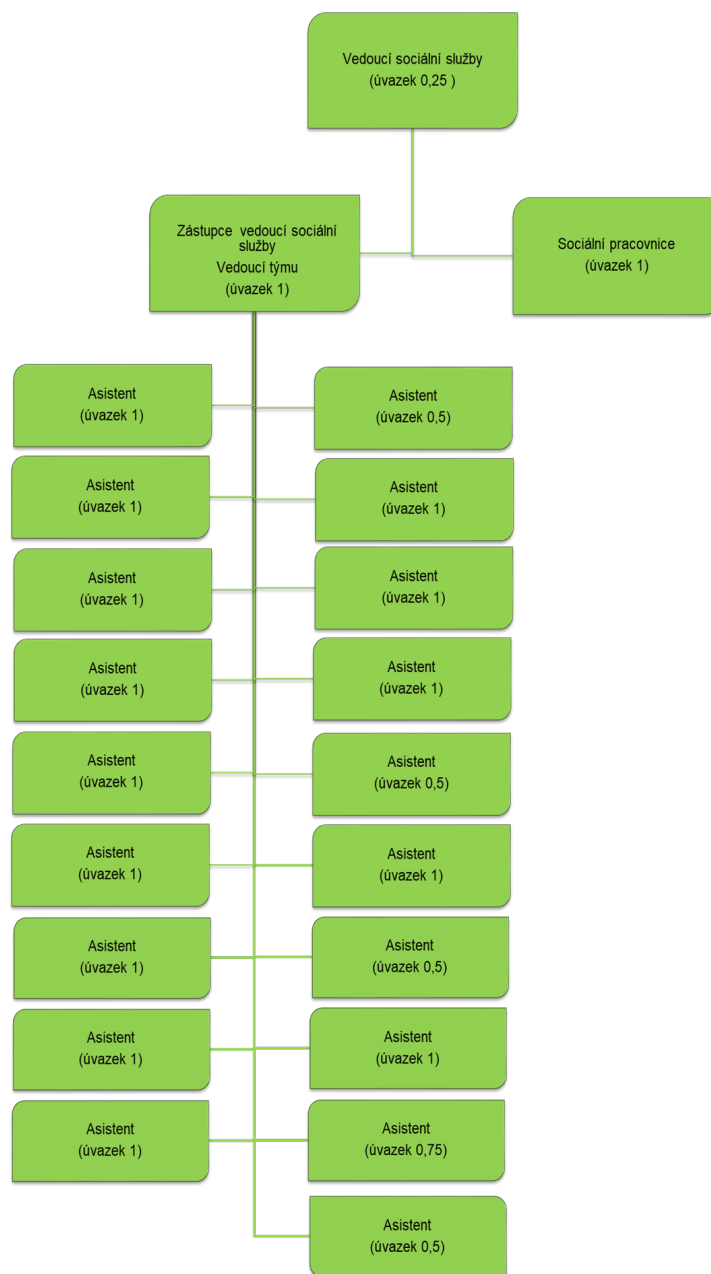 Vedoucí sociální služby
(úvazek 0,25 )
Zástupce vedoucí sociální
služby
Vedoucí týmu
(úvazek 1)
Sociální pracovnice
(úvazek 1)
Asistent
(úvazek 1)
Asistent
(úvazek 0,5)
Asistent
(úvazek 1)
Asistent
(úvazek 1)
Asistent
(úvazek 1)
Asistent
(úvazek 1)
Asistent
(úvazek 1)
Asistent
(úvazek 1)
Asistent
(úvazek 1)
Asistent
(úvazek 0,5)
Asistent
(úvazek 1)
Asistent
(úvazek 1)
Asistent
(úvazek 1)
Asistent
(úvazek 0,5)
Asistent
(úvazek 1)
Asistent
(úvazek 1)
Asistent
(úvazek 1)
Asistent
(úvazek 0,75)
Asistent
(úvazek 0,5)